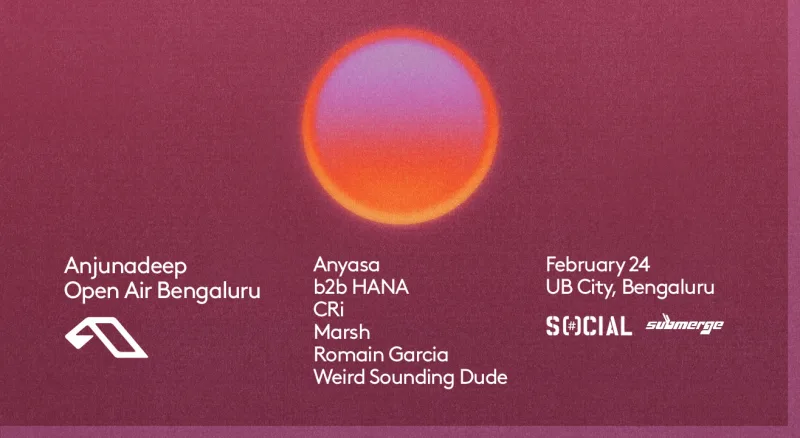 Anjunadeep
Open Air Bengaluru
Anyasa
b2b HANA
CRi
Marsh
Romain Garcia
Weird Sounding Dude
February 24
UB City, Bengaluru
S(#)CIAL
submerge